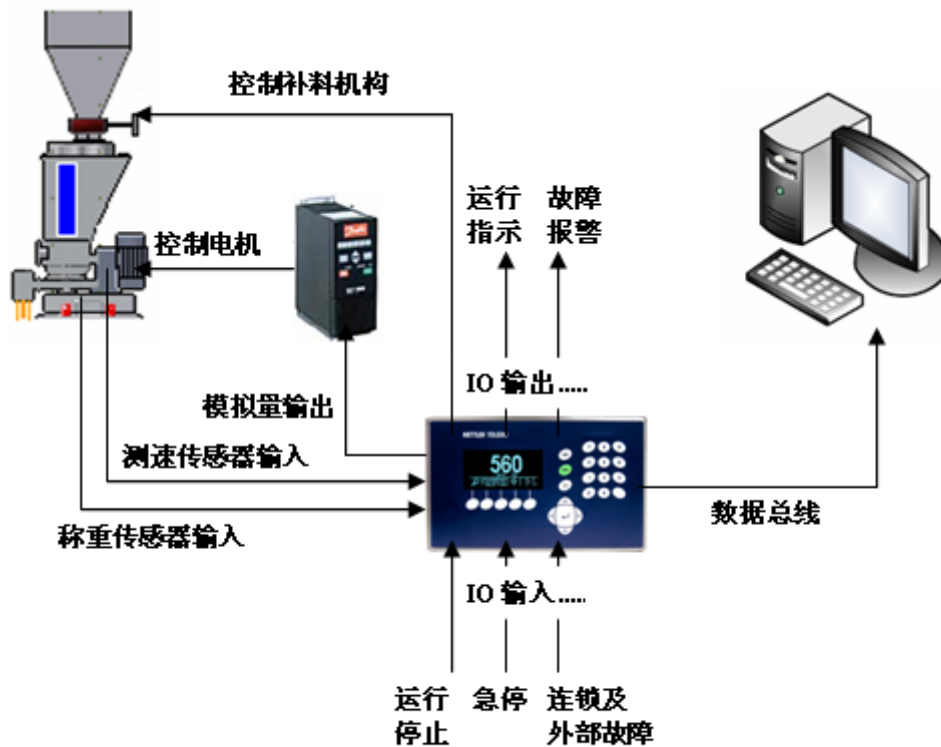 控制补料机构
运行
指示
故障
报警
控制电机
IO 输出.....
模拟量输出
METTLER TOLEDO
560
测速传感器输入
数据总线
称重传感器输入
IO 输入.....
运行
停止
急停
连锁及
外部故障